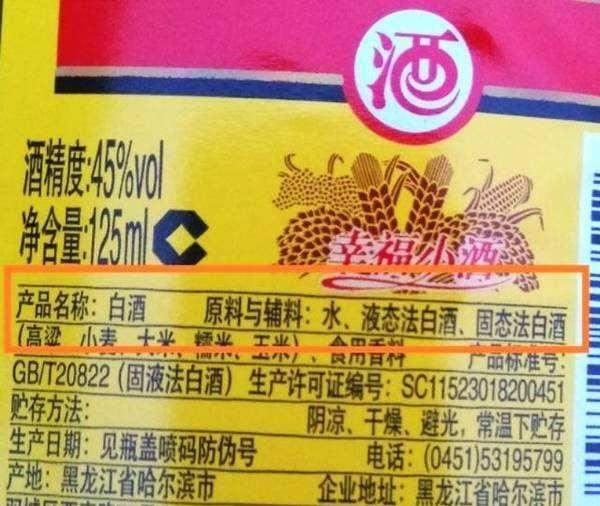 酒
酒精度:45%vol
净含量:125ml
幸福小酒
产品名称：白酒 原料与辅料：水、液态法白酒、固态法白酒
(高粱、小麦、大米、糯米、玉米)、食用香料 产品标准号：
GB/T20822（固液法白酒）生产许可证编号：SC11523018200451
贮存方法： 阴凉、干燥、避光，常温下贮存
生产日期：见瓶盖喷码防伪号 电话：(0451)53195799
产地：黑龙江省哈尔滨市 企业地址：黑龙江省哈尔滨市